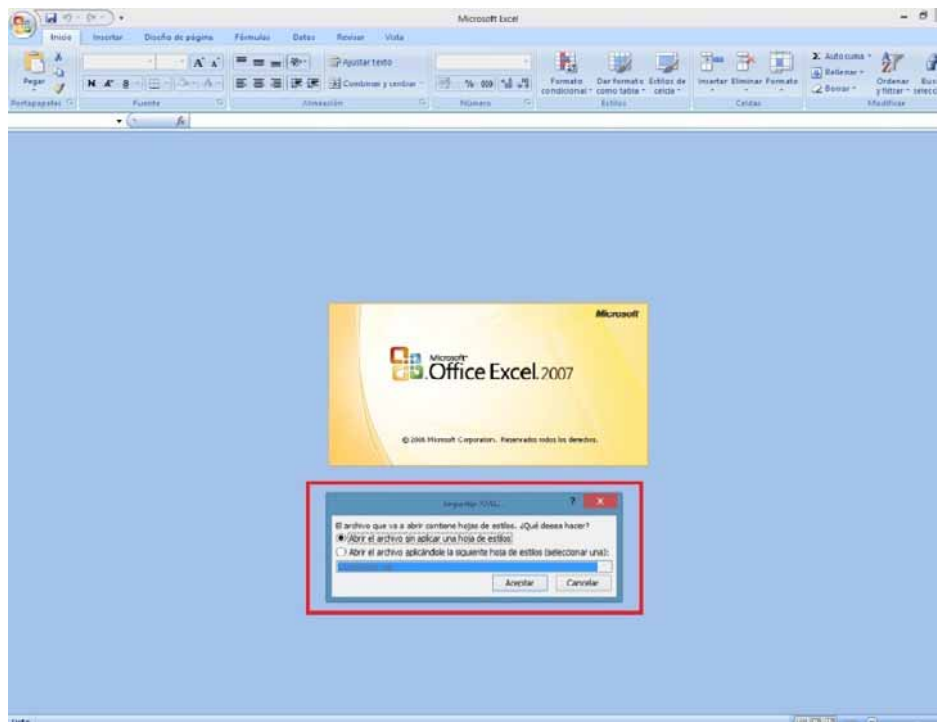 Microsoft Excel
Inicio Insertar Diseño de página Fórmulas Datos Revisar Vista
Pegar
N K S
Ajustar texto
Combinar y centrar
% 000
Formato condicional
Dar formato como tabla
Estilos de celda
Insertar Eliminar Formato
Σ Autosuma
Rellenar
Borrar
Ordenar y filtrar
Portapapeles Fuente Alineación Número Estilos Celdas Modificar
fx
Microsoft
Microsoft
Office Excel 2007
© 2006 Microsoft Corporation. Reservados todos los derechos.
?
X
El archivo que va a abrir contiene hojas de estilos. ¿Qué desea hacer?
Abrir el archivo sin aplicar una hoja de estilos
Abrir el archivo aplicándole la siguiente hoja de estilos (seleccionar una):
Aceptar Cancelar
Listo